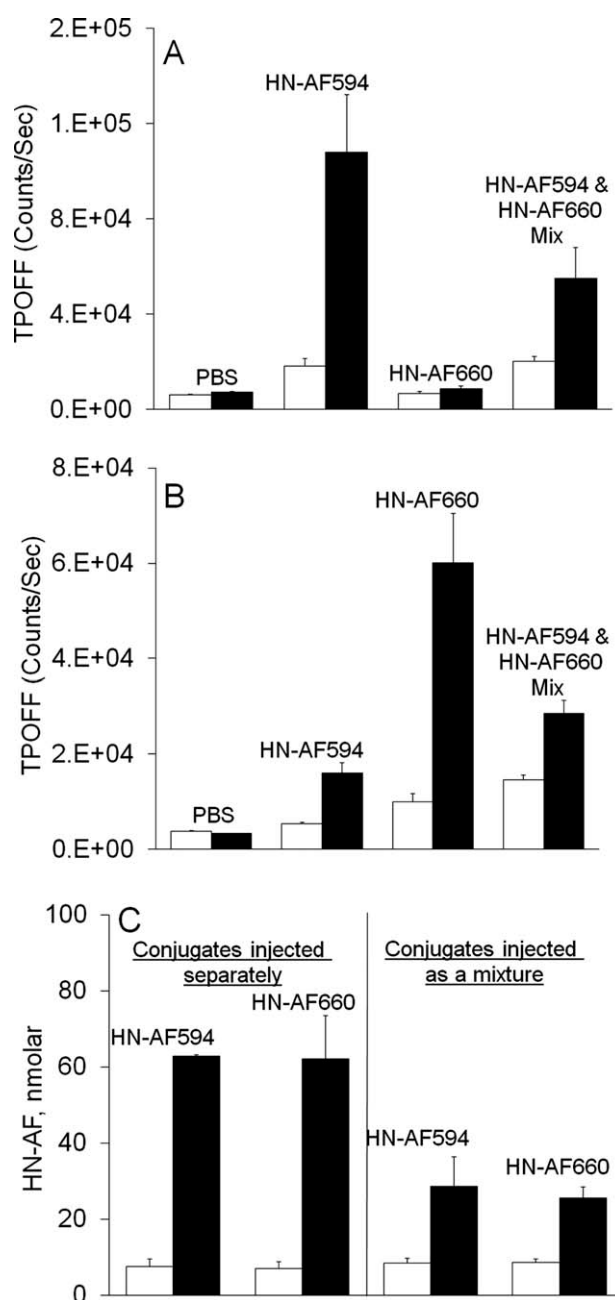 A
2.E+05
1.E+05
8.E+04
4.E+04
0.E+00
TPOFF (Counts/Sec)
PBS
HN-AF594
HN-AF660
HN-AF594 &
HN-AF660
Mix
B
8.E+04
6.E+04
4.E+04
2.E+04
0.E+00
TPOFF (Counts/Sec)
PBS
HN-AF594
HN-AF660
HN-AF594 &
HN-AF660
Mix
C
100
80
60
40
20
0
HN-AF, nmolar
Conjugates injected
separately
HN-AF594
HN-AF660
Conjugates injected
as a mixture
HN-AF594
HN-AF660